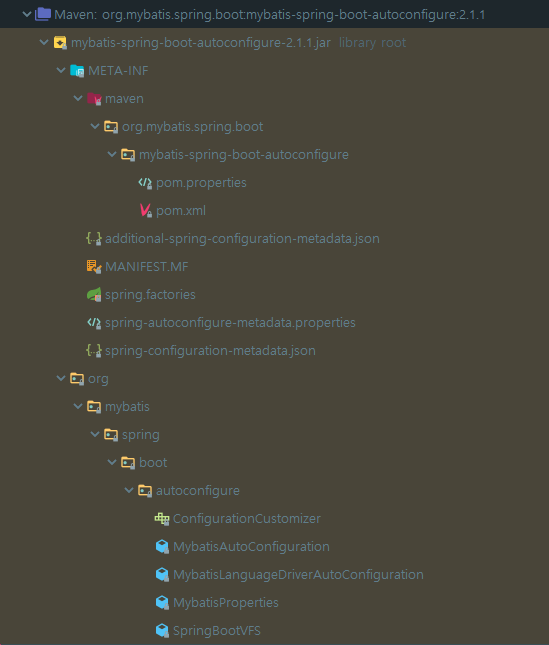 Maven: org.mybatis.spring.boot:mybatis-spring-boot-autoconfigure:2.1.1
mybatis-spring-boot-autoconfigure-2.1.1.jar library root
META-INF
maven
org.mybatis.spring.boot
mybatis-spring-boot-autoconfigure
pom.properties
pom.xml
additional-spring-configuration-metadata.json
MANIFEST.MF
spring.factories
spring-autoconfigure-metadata.properties
spring-configuration-metadata.json
org
mybatis
spring
boot
autoconfigure
ConfigurationCustomizer
MybatisAutoConfiguration
MybatisLanguageDriverAutoConfiguration
MybatisProperties
SpringBootVFS